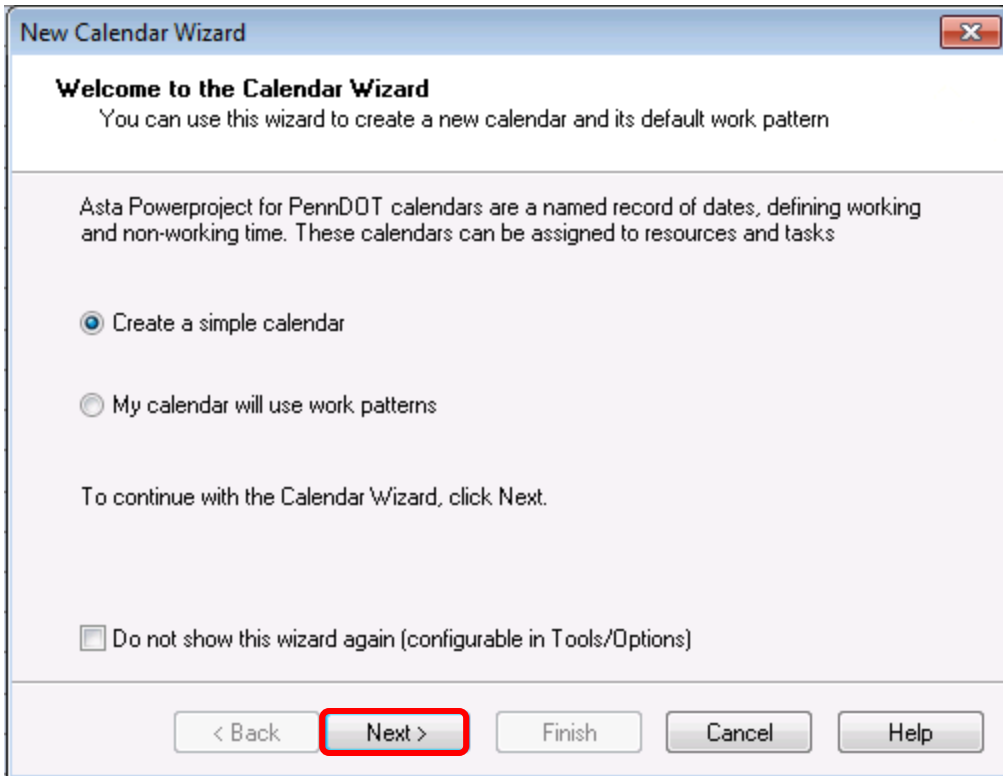 New Calendar Wizard
Welcome to the Calendar Wizard
You can use this wizard to create a new calendar and its default work pattern
Asta Powerproject for PennDOT calendars are a named record of dates, defining working
and non-working time. These calendars can be assigned to resources and tasks
Create a simple calendar
My calendar will use work patterns
To continue with the Calendar Wizard, click Next.
Do not show this wizard again (configurable in Tools/Options)
< Back Next > Finish Cancel Help